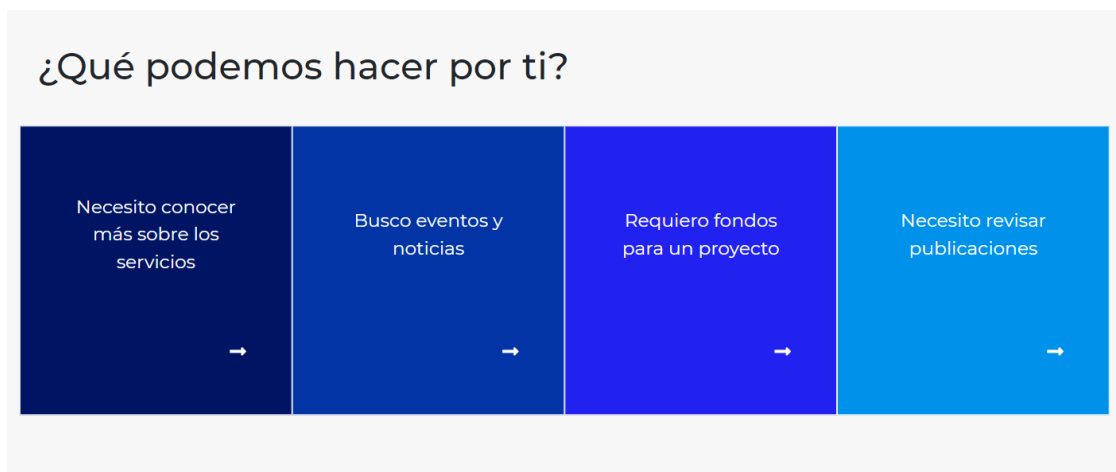 ¿Qué podemos hacer por ti?
Necesito conocer
más sobre los
servicios
Busco eventos y
noticias
Requiero fondos
para un proyecto
Necesito revisar
publicaciones